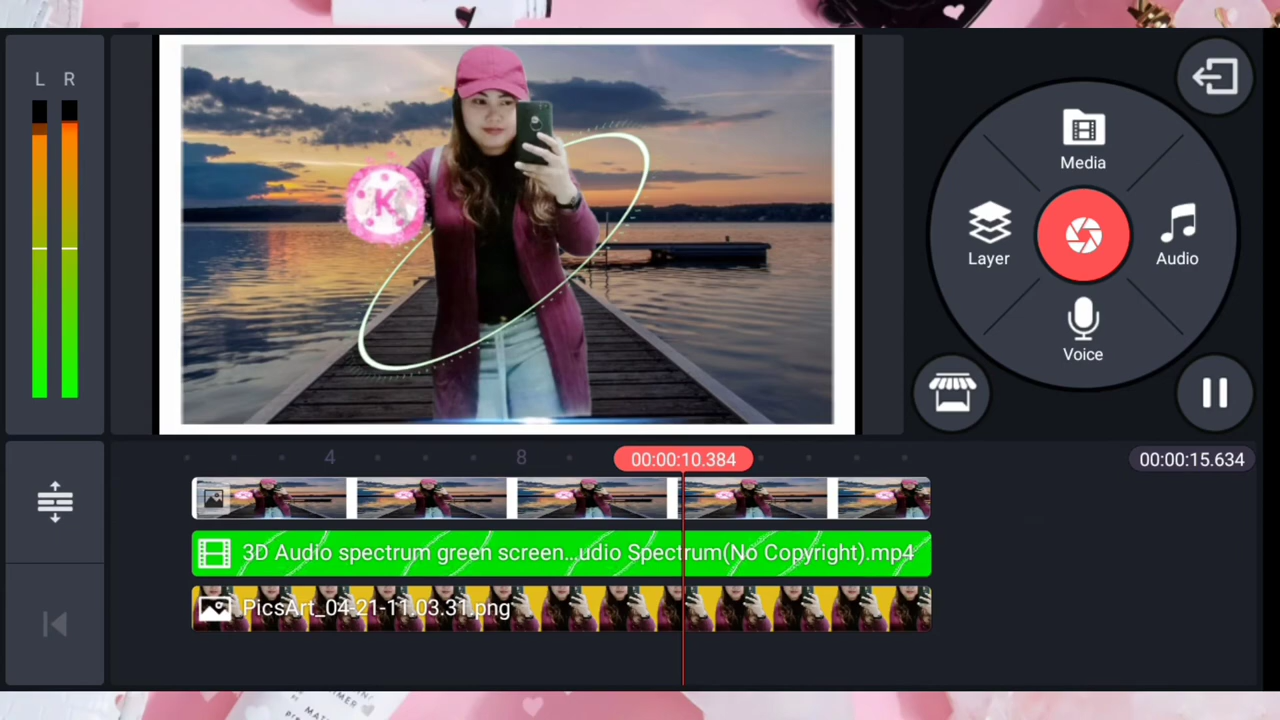 L R
K
Media
Layer
Audio
Voice
4
8
00:00:10.384
00:00:15.634
3D Audio spectrum green screen...udio Spectrum(No Copyright).mp4
PicsArt_04-21-11.03.31.png